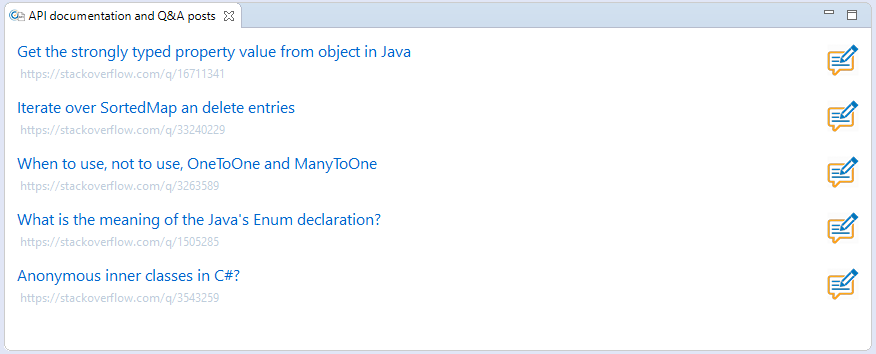 API documentation and Q&A posts
Get the strongly typed property value from object in Java
https://stackoverflow.com/q/16711341
Iterate over SortedMap an delete entries
https://stackoverflow.com/q/33240229
When to use, not to use, OneToOne and ManyToOne
https://stackoverflow.com/q/3263589
What is the meaning of the Java's Enum declaration?
https://stackoverflow.com/q/1505285
Anonymous inner classes in C#?
https://stackoverflow.com/q/3543259